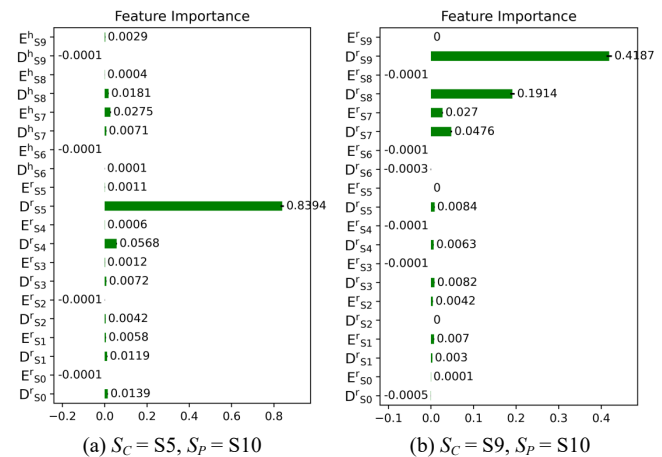 Feature Importance
E^h_S9 0.0029
D^h_S9 -0.0001
E^h_S8 0.0004
D^h_S8 0.0181
E^h_S7 0.0275
D^h_S7 0.0071
E^h_S6 -0.0001
D^h_S6 0.0001
E^r_S5 0.0011
D^r_S5 0.8394
E^r_S4 0.0006
D^r_S4 0.0568
E^r_S3 0.0012
D^r_S3 0.0072
E^r_S2 -0.0001
D^r_S2 0.0042
E^r_S1 0.0058
D^r_S1 0.0119
E^r_S0 -0.0001
D^r_S0 0.0139
−0.2 0.0 0.2 0.4 0.6 0.8
(a) S_C = S5, S_P = S10
Feature Importance
E^r_S9 0
D^r_S9 0.4187
E^r_S8 -0.0001
D^r_S8 0.1914
E^r_S7 0.027
D^r_S7 0.0476
E^r_S6 -0.0001
D^r_S6 -0.0003
E^r_S5 0
D^r_S5 0.0084
E^r_S4 -0.0001
D^r_S4 0.0063
E^r_S3 -0.0001
D^r_S3 0.0082
E^r_S2 0.0042
D^r_S2 0
E^r_S1 0.007
D^r_S1 0.003
E^r_S0 0.0001
D^r_S0 -0.0005
−0.1 0.0 0.1 0.2 0.3 0.4
(b) S_C = S9, S_P = S10